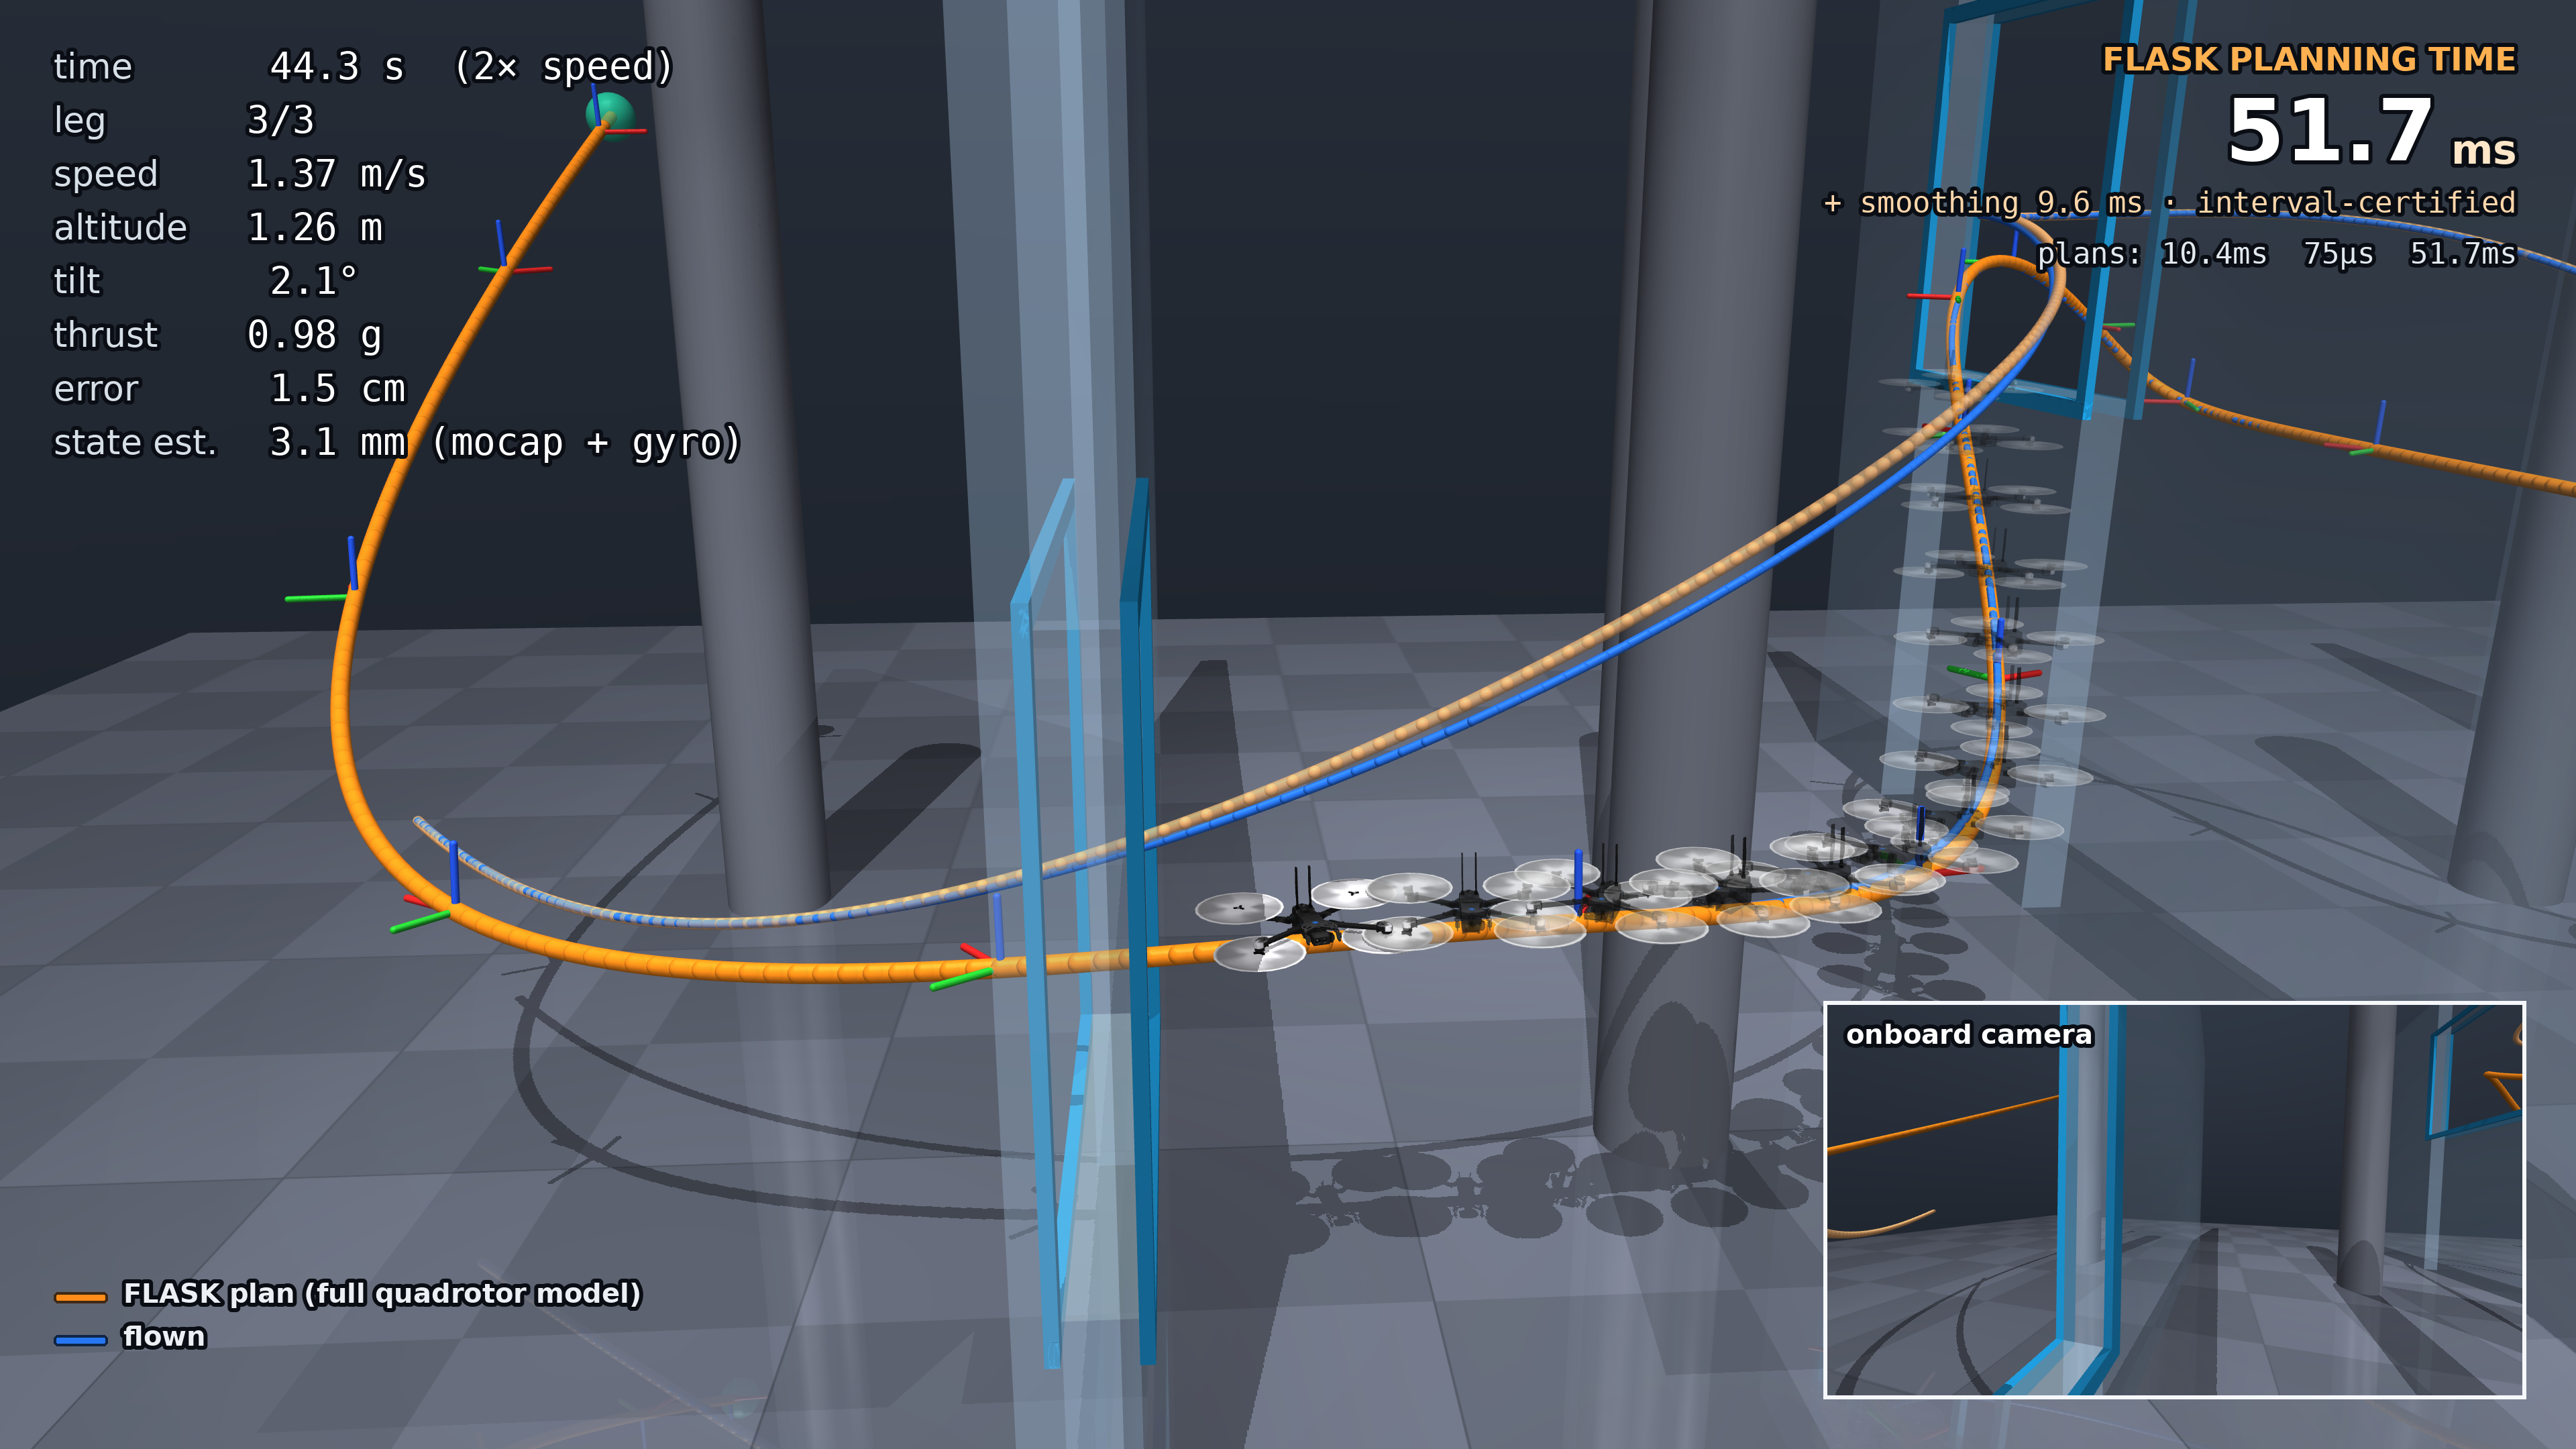 time 44.3 s (2× speed)
leg 3/3
speed 1.37 m/s
altitude 1.26 m
tilt 2.1°
thrust 0.98 g
error 1.5 cm
state est. 3.1 mm (mocap + gyro)
FLASK PLANNING TIME
51.7 ms
+ smoothing 9.6 ms · interval-certified
plans: 10.4ms 75µs 51.7ms
onboard camera
FLASK plan (full quadrotor model)
flown